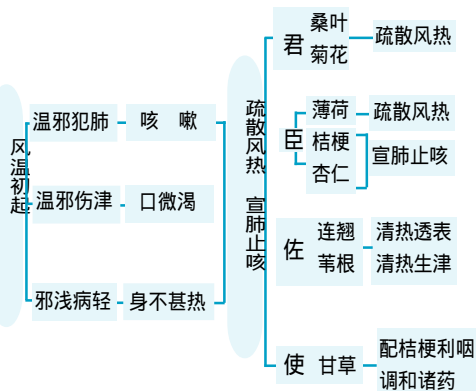 风温初起
温邪犯肺
咳 嗽
温邪伤津
口微渴
邪浅病轻
身不甚热
疏散风热 宣肺止咳
君
桑叶
菊花
疏散风热
臣
薄荷
疏散风热
桔梗
杏仁
宣肺止咳
佐
连翘
清热透表
苇根
清热生津
使
甘草
配桔梗利咽
调和诸药